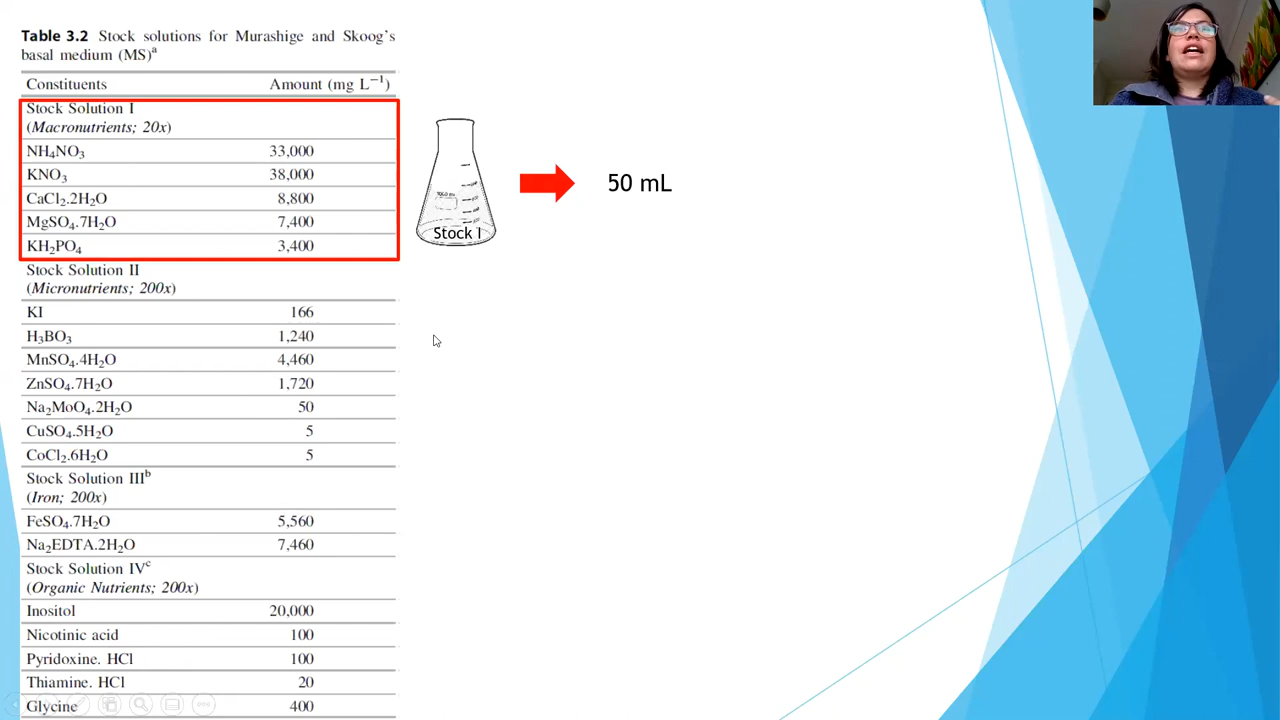 Table 3.2 Stock solutions for Murashige and Skoog's
basal medium (MS)ᵃ
Constituents Amount (mg L⁻¹)
Stock Solution I
(Macronutrients; 20x)
NH₄NO₃ 33,000
KNO₃ 38,000
CaCl₂.2H₂O 8,800
MgSO₄.7H₂O 7,400
KH₂PO₄ 3,400
Stock I
50 mL
Stock Solution II
(Micronutrients; 200x)
KI 166
H₃BO₃ 1,240
MnSO₄.4H₂O 4,460
ZnSO₄.7H₂O 1,720
Na₂MoO₄.2H₂O 50
CuSO₄.5H₂O 5
CoCl₂.6H₂O 5
Stock Solution IIIᵇ
(Iron; 200x)
FeSO₄.7H₂O 5,560
Na₂EDTA.2H₂O 7,460
Stock Solution IVᶜ
(Organic Nutrients; 200x)
Inositol 20,000
Nicotinic acid 100
Pyridoxine. HCl 100
Thiamine. HCl 20
Glycine 400